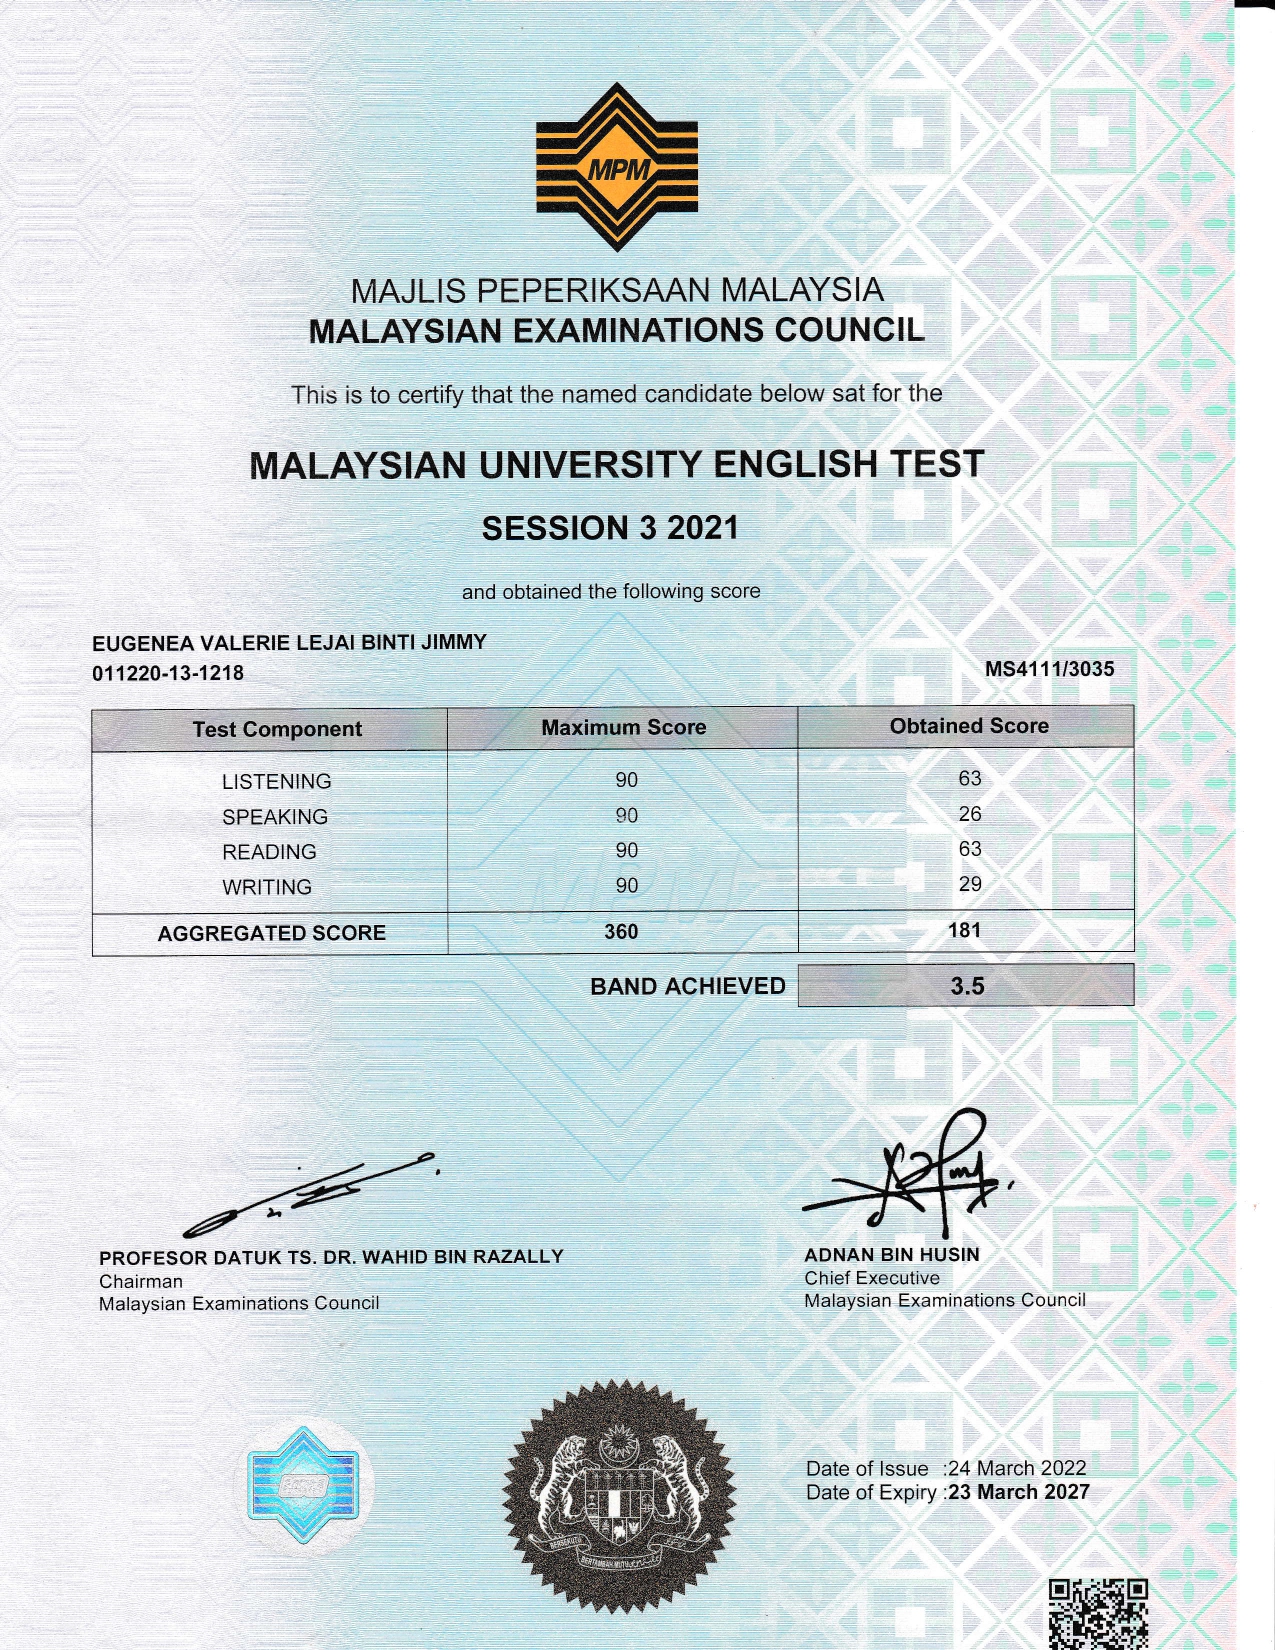 MPM
MAJLIS PEPERIKSAAN MALAYSIA
MALAYSIAN EXAMINATIONS COUNCIL
This is to certify that the named candidate below sat for the
MALAYSIAN UNIVERSITY ENGLISH TEST
SESSION 3 2021
and obtained the following score
EUGENEA VALERIE LEJAI BINTI JIMMY
011220-13-1218 MS4111/3035
Test Component Maximum Score Obtained Score
LISTENING 90 63
SPEAKING 90 26
READING 90 63
WRITING 90 29
AGGREGATED SCORE 360 181
BAND ACHIEVED 3.5
PROFESOR DATUK TS. DR. WAHID BIN RAZALLY
Chairman
Malaysian Examinations Council
ADNAN BIN HUSIN
Chief Executive
Malaysian Examinations Council
Date of Issue :24 March 2022
Date of Expiry :23 March 2027
BERSEKUTU
BERTAMBAH MUTU